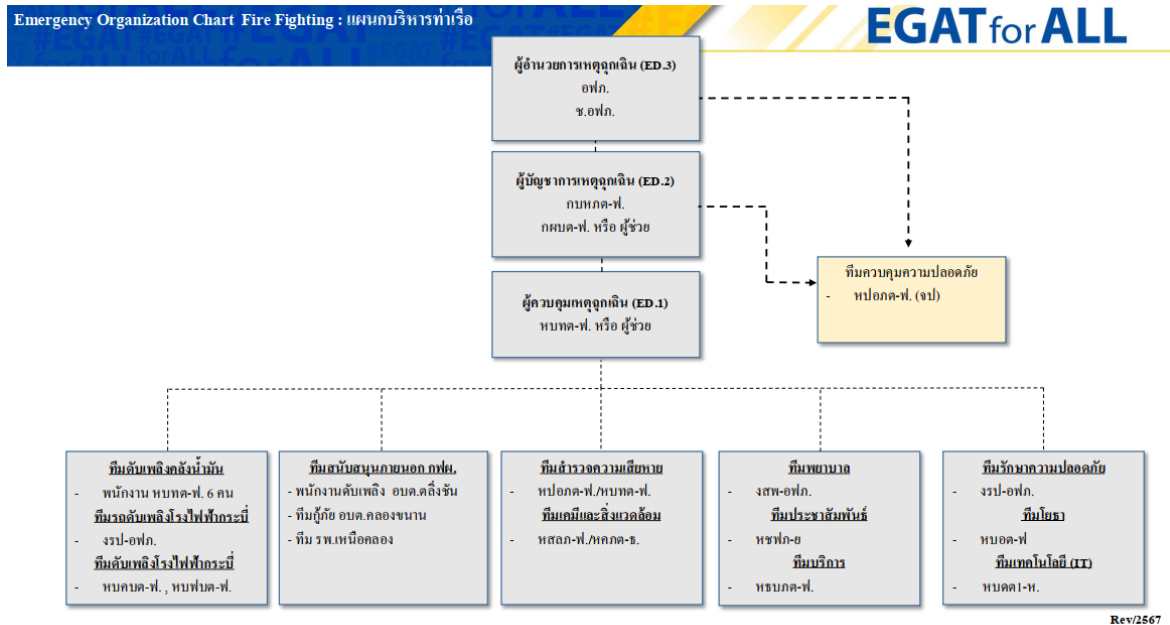 Emergency Organization Chart Fire Fighting : แผนกบริหารท่าเรือ
EGAT for ALL
ผู้อำนวยการเหตุฉุกเฉิน (ED.3)
อฟภ.
ช.อฟภ.
ผู้บัญชาการเหตุฉุกเฉิน (ED.2)
กบหภต-ฟ.
กผบต-ฟ. หรือ ผู้ช่วย
ทีมควบคุมความปลอดภัย
- หปอภต-ฟ. (จป)
ผู้ควบคุมเหตุฉุกเฉิน (ED.1)
หบทต-ฟ. หรือ ผู้ช่วย
ทีมดับเพลิงคลังน้ำมัน
- พนักงาน หบทต-ฟ. 6 คน
ทีมรถดับเพลิงโรงไฟฟ้ากระบี่
- งรป-อฟภ.
ทีมดับเพลิงโรงไฟฟ้ากระบี่
- หบคบต-ฟ. , หบฟบต-ฟ.
ทีมสนับสนุนภายนอก กฟผ.
- พนักงานดับเพลิง อบต.ตลิ่งชัน
- ทีมกู้ภัย อบต.คลองขนาน
- ทีม รพ.เหนือคลอง
ทีมสำรวจความเสียหาย
- หปอภต-ฟ./หบทต-ฟ.
ทีมเคมีและสิ่งแวดล้อม
- หสลภ-ฟ./หคภต-ธ.
ทีมพยาบาล
- งสพ-อฟภ.
ทีมประชาสัมพันธ์
- หชฟภ-ย
ทีมบริการ
- หธบภต-ฟ.
ทีมรักษาความปลอดภัย
- งรป-อฟภ.
ทีมโยธา
- หบอต-ฟ
ทีมเทคโนโลยี (IT)
- หบดต1-ห.
Rev/2567